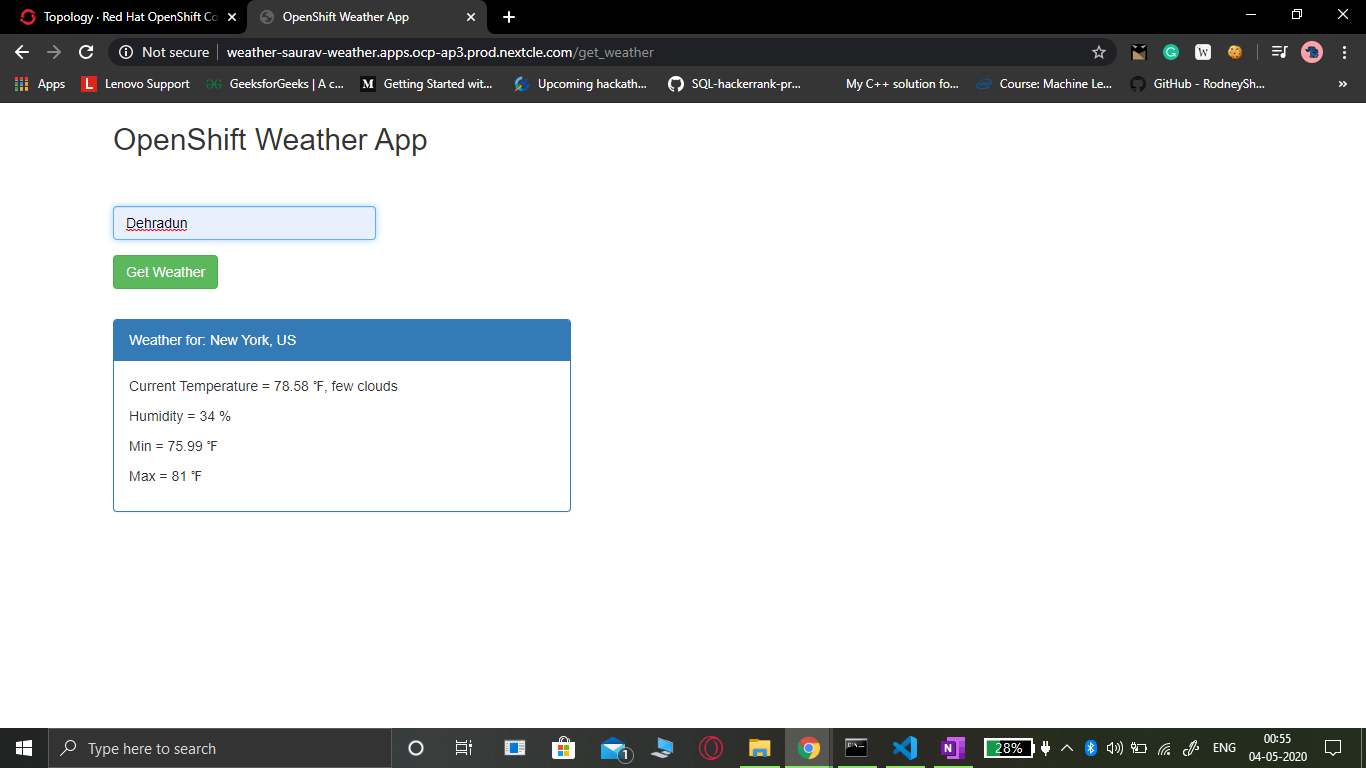 Topology · Red Hat OpenShift Co
OpenShift Weather App
Not secure
weather-saurav-weather.apps.ocp-ap3.prod.nextcle.com/get_weather
Apps
L Lenovo Support
GeeksforGeeks | A c...
M Getting Started wit...
Upcoming hackath...
SQL-hackerrank-pr...
My C++ solution fo...
Course: Machine Le...
GitHub - RodneySh...
»
OpenShift Weather App
Dehradun
Get Weather
Weather for: New York, US
Current Temperature = 78.58 ℉, few clouds
Humidity = 34 %
Min = 75.99 ℉
Max = 81 ℉
Type here to search
1
28%
ENG
00:55
04-05-2020